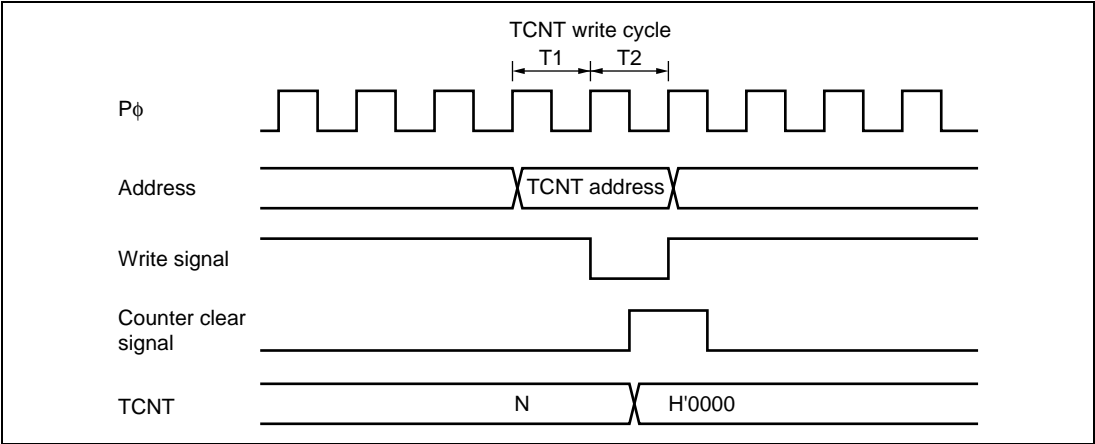 TCNT write cycle
T1 T2
Pϕ
Address
TCNT address
Write signal
Counter clear
signal
TCNT
N
H'0000